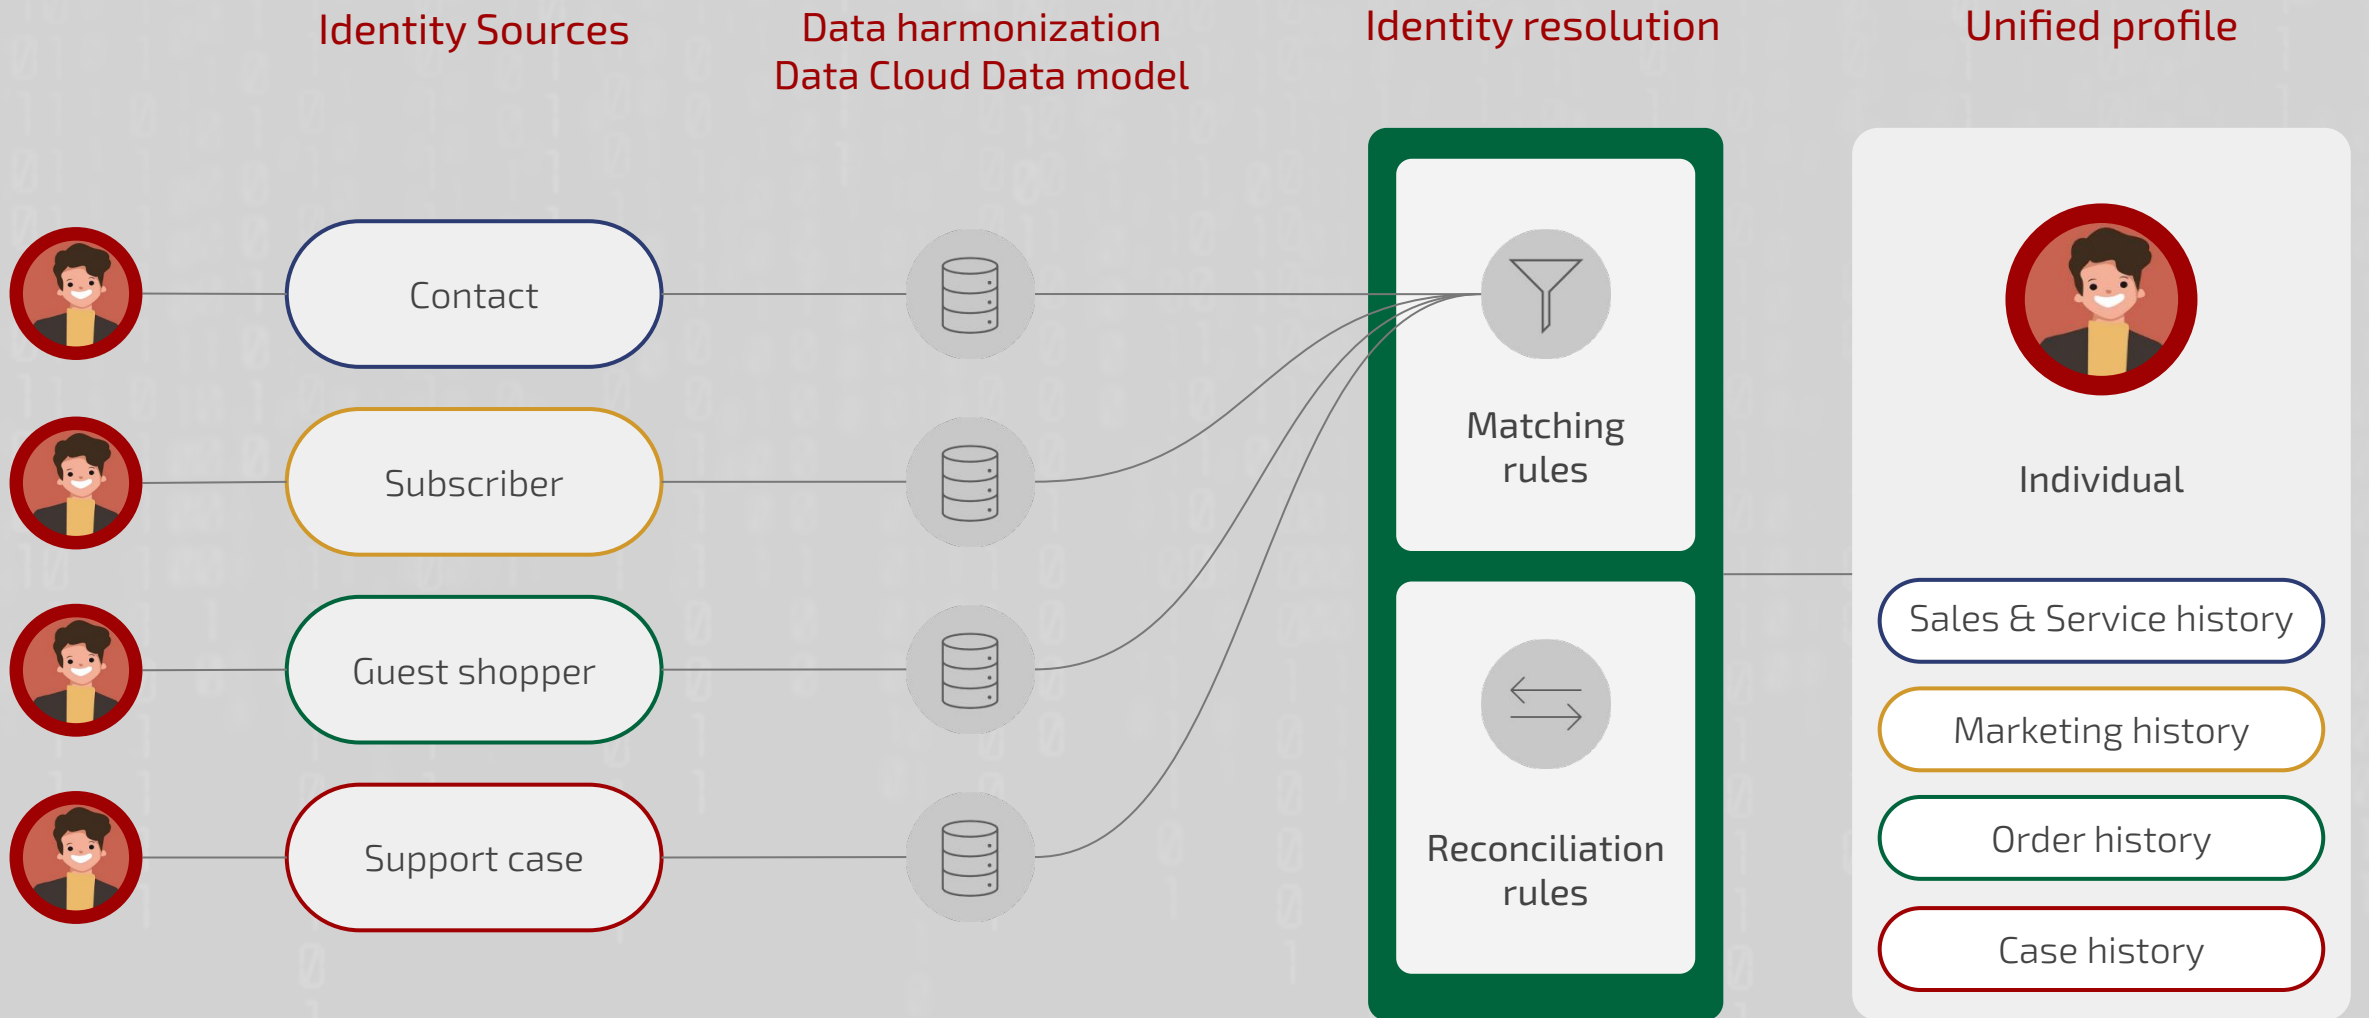 Identity Sources
Data harmonization
Data Cloud Data model
Identity resolution
Unified profile
Contact
Subscriber
Guest shopper
Support case
Matching
rules
Reconciliation
rules
Individual
Sales & Service history
Marketing history
Order history
Case history